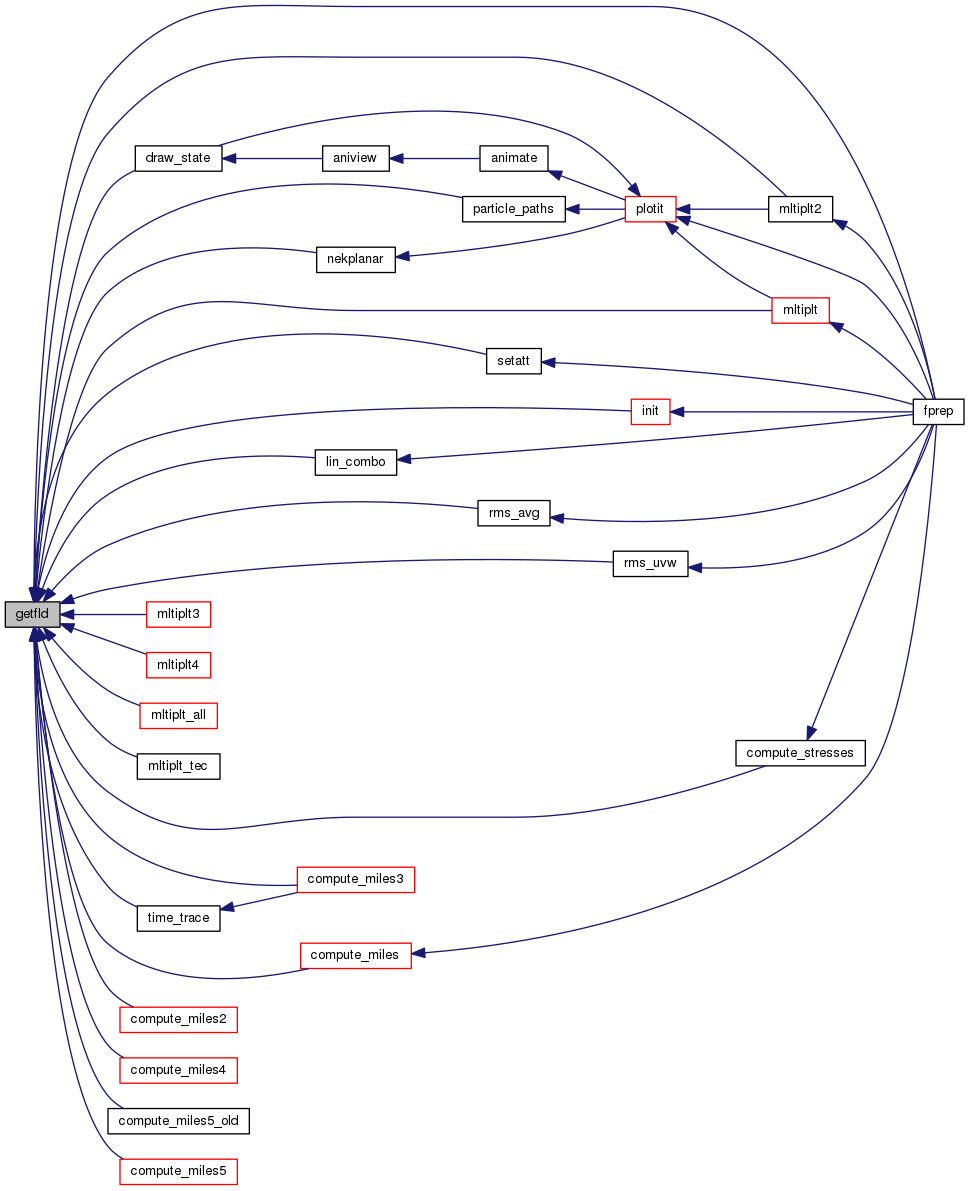 draw_state
aniview
animate
particle_paths
plotit
mltiplt2
nekplanar
mltiplt
setatt
init
fprep
lin_combo
rms_avg
rms_uvw
getfld
mltiplt3
mltiplt4
mltiplt_all
mltiplt_tec
compute_stresses
compute_miles3
time_trace
compute_miles
compute_miles2
compute_miles4
compute_miles5_old
compute_miles5